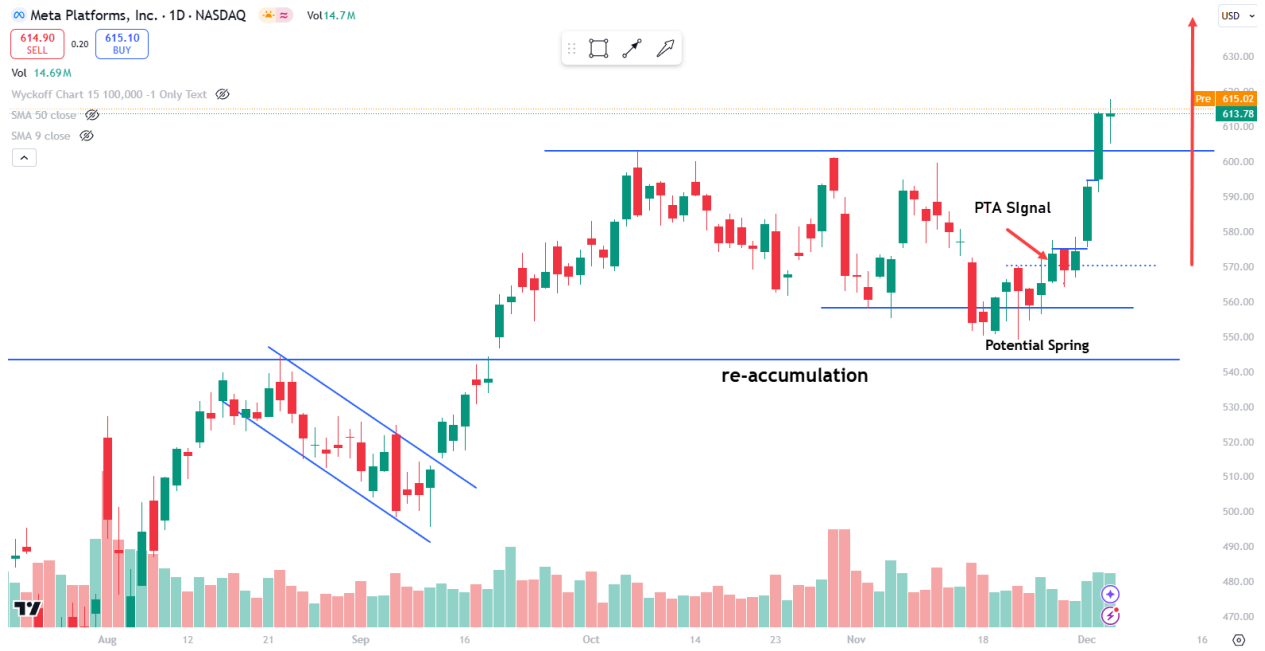 Meta Platforms, Inc. · 1D · NASDAQ
Vol 14.7M
USD
614.90
SELL
0.20
615.10
BUY
Vol 14.69M
Wyckoff Chart 15 100,000 -1 Only Text
SMA 50 close
SMA 9 close
630.00
Pre 615.02
613.78
610.00
600.00
590.00
580.00
570.00
560.00
550.00
540.00
530.00
520.00
510.00
500.00
490.00
480.00
470.00
PTA SIgnal
Potential Spring
re-accumulation
Aug 12 21 Sep 16 Oct 14 23 Nov 18 Dec 16